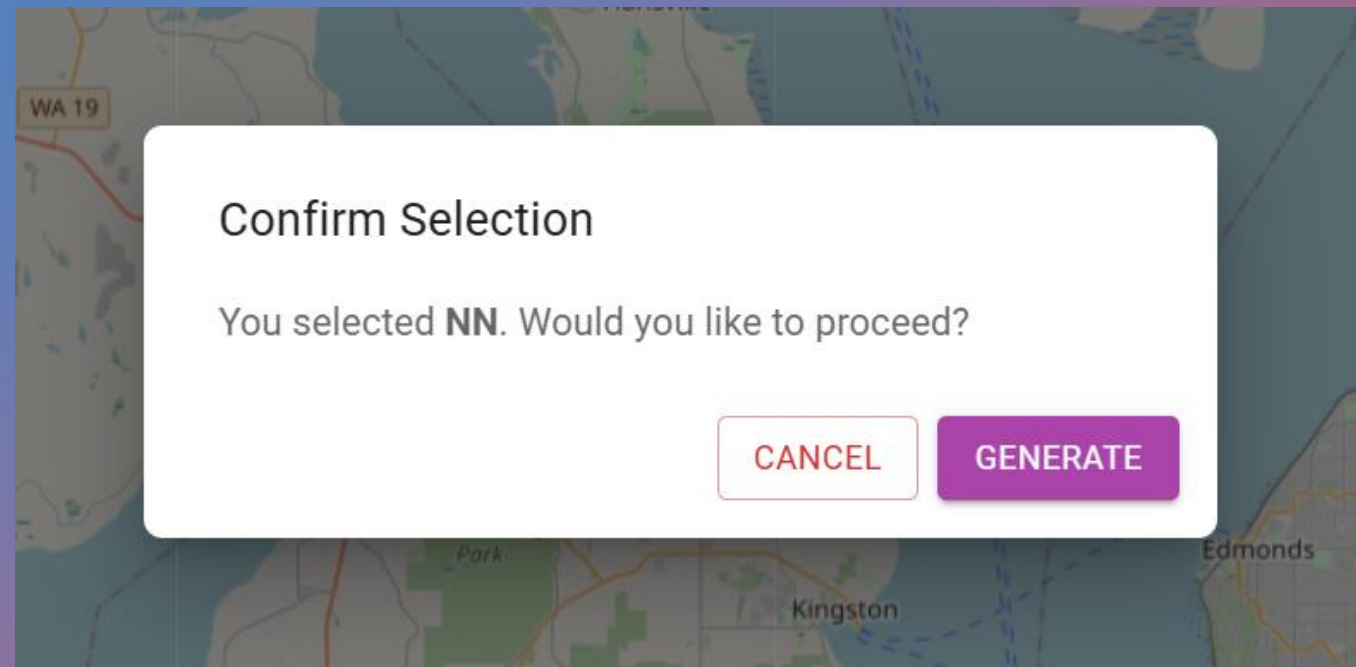 WA 19
Confirm Selection
You selected NN. Would you like to proceed?
CANCEL
GENERATE
Park
Edmonds
Kingston